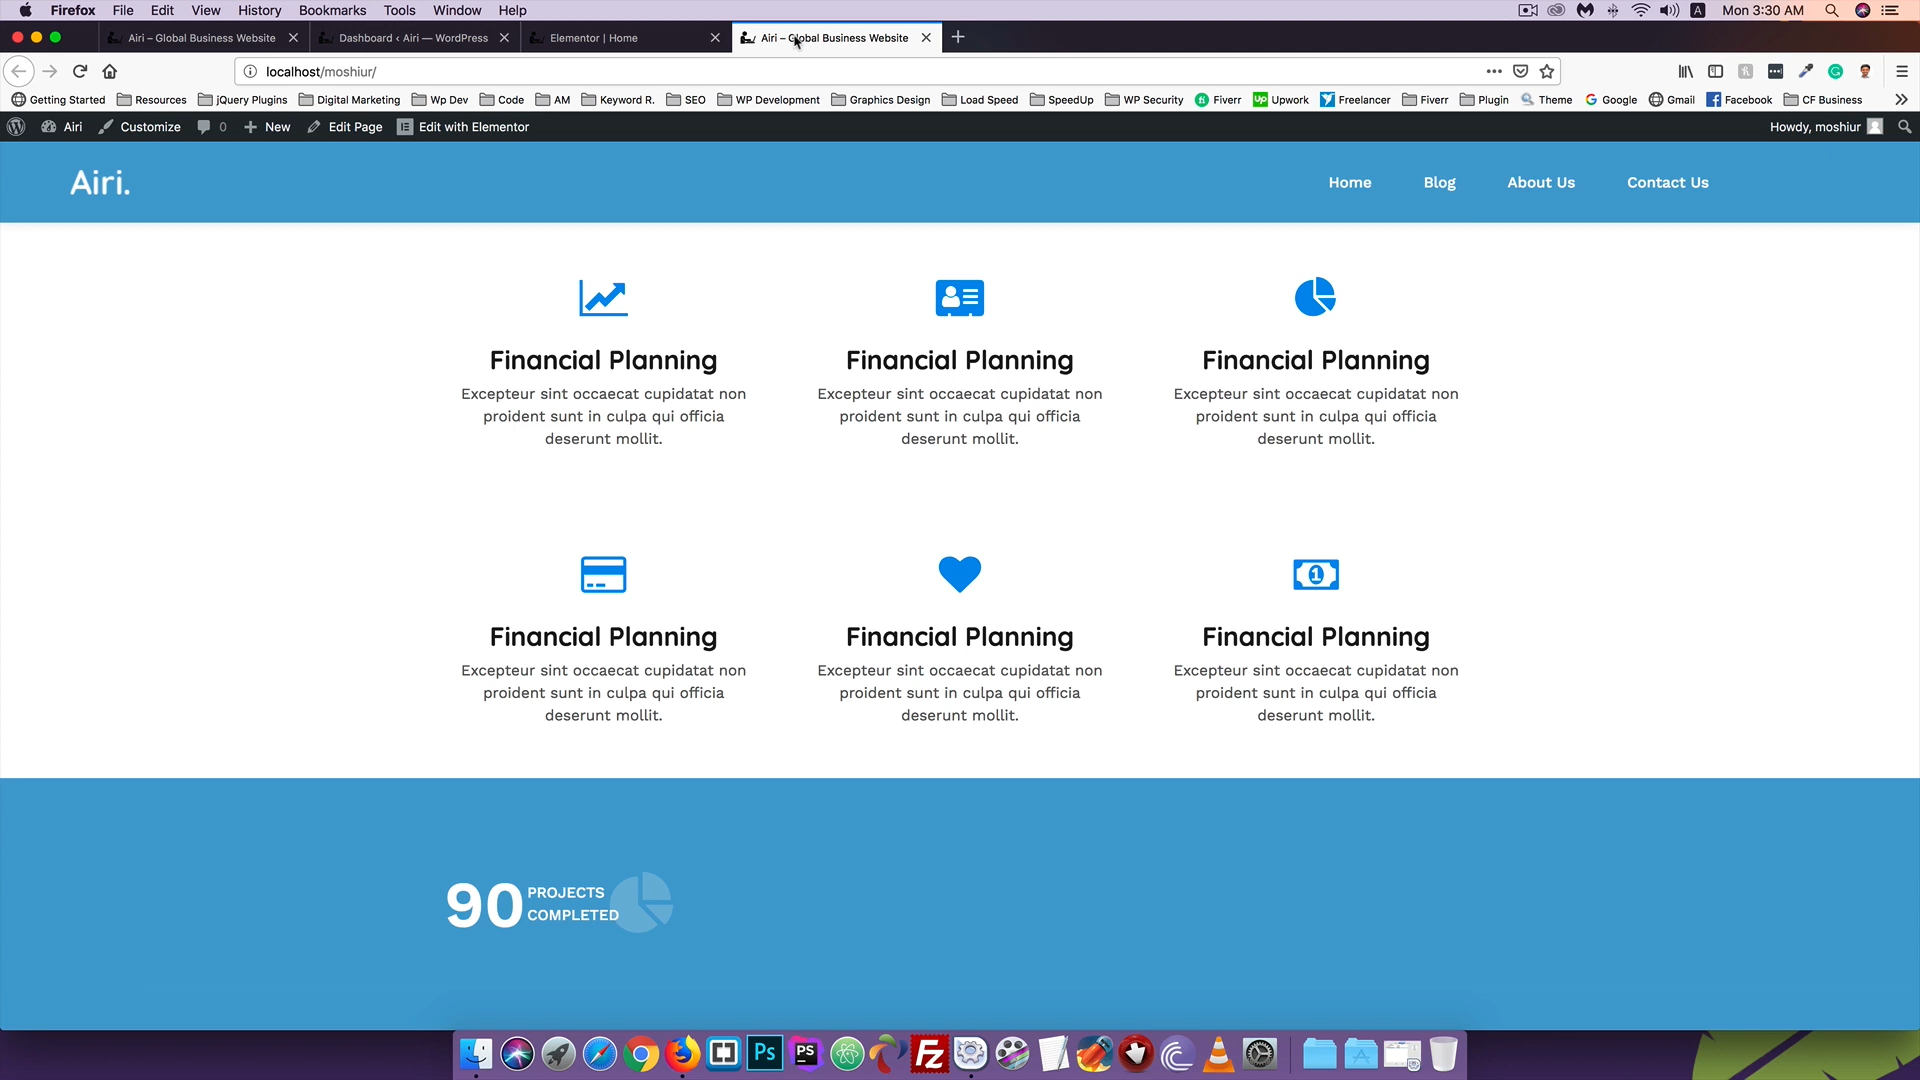 Firefox File Edit View History Bookmarks Tools Window Help A Mon 3:30 AM
Airi – Global Business Website Dashboard ‹ Airi — WordPress Elementor | Home Airi – Global Business Website
localhost/moshiur/
Getting Started Resources jQuery Plugins Digital Marketing Wp Dev Code AM Keyword R. SEO WP Development Graphics Design Load Speed SpeedUp WP Security Fiverr Upwork Freelancer Fiverr Plugin Theme Google Gmail Facebook CF Business
Airi Customize 0 New Edit Page Edit with Elementor Howdy, moshiur
Airi. Home Blog About Us Contact Us
Financial Planning Financial Planning Financial Planning
Excepteur sint occaecat cupidatat non Excepteur sint occaecat cupidatat non Excepteur sint occaecat cupidatat non
proident sunt in culpa qui officia proident sunt in culpa qui officia proident sunt in culpa qui officia
deserunt mollit. deserunt mollit. deserunt mollit.
Financial Planning Financial Planning Financial Planning
Excepteur sint occaecat cupidatat non Excepteur sint occaecat cupidatat non Excepteur sint occaecat cupidatat non
proident sunt in culpa qui officia proident sunt in culpa qui officia proident sunt in culpa qui officia
deserunt mollit. deserunt mollit. deserunt mollit.
90 PROJECTS
COMPLETED
Ps PS FZ